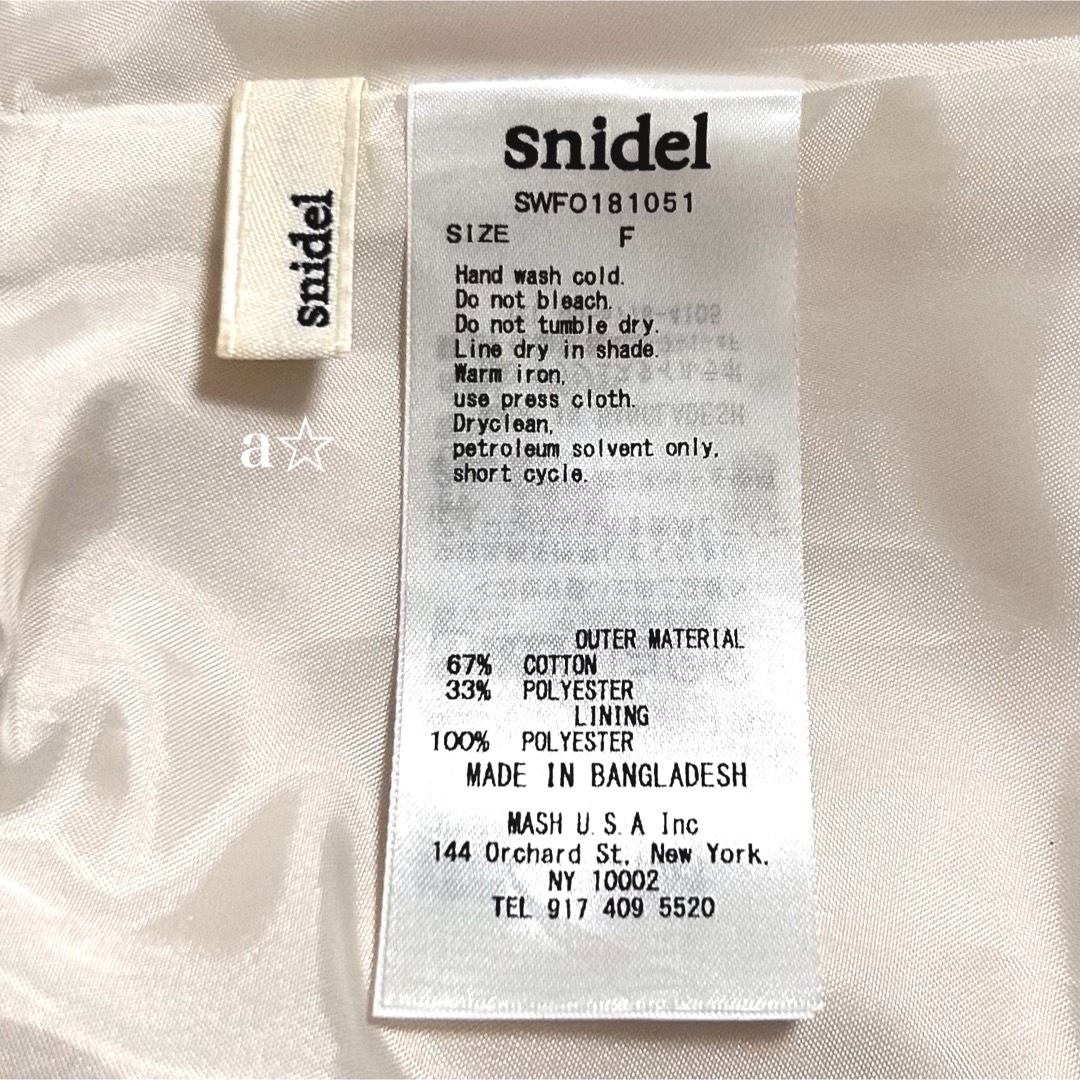 snidel
snidel
SWFO181051
SIZE F
Hand wash cold.
Do not bleach.
Do not tumble dry.
Line dry in shade.
Warm iron,
use press cloth.
Dryclean,
petroleum solvent only,
short cycle.
a☆
OUTER MATERIAL
67% COTTON
33% POLYESTER
LINING
100% POLYESTER
MADE IN BANGLADESH
MASH U.S.A Inc
144 Orchard St, New York,
NY 10002
TEL 917 409 5520